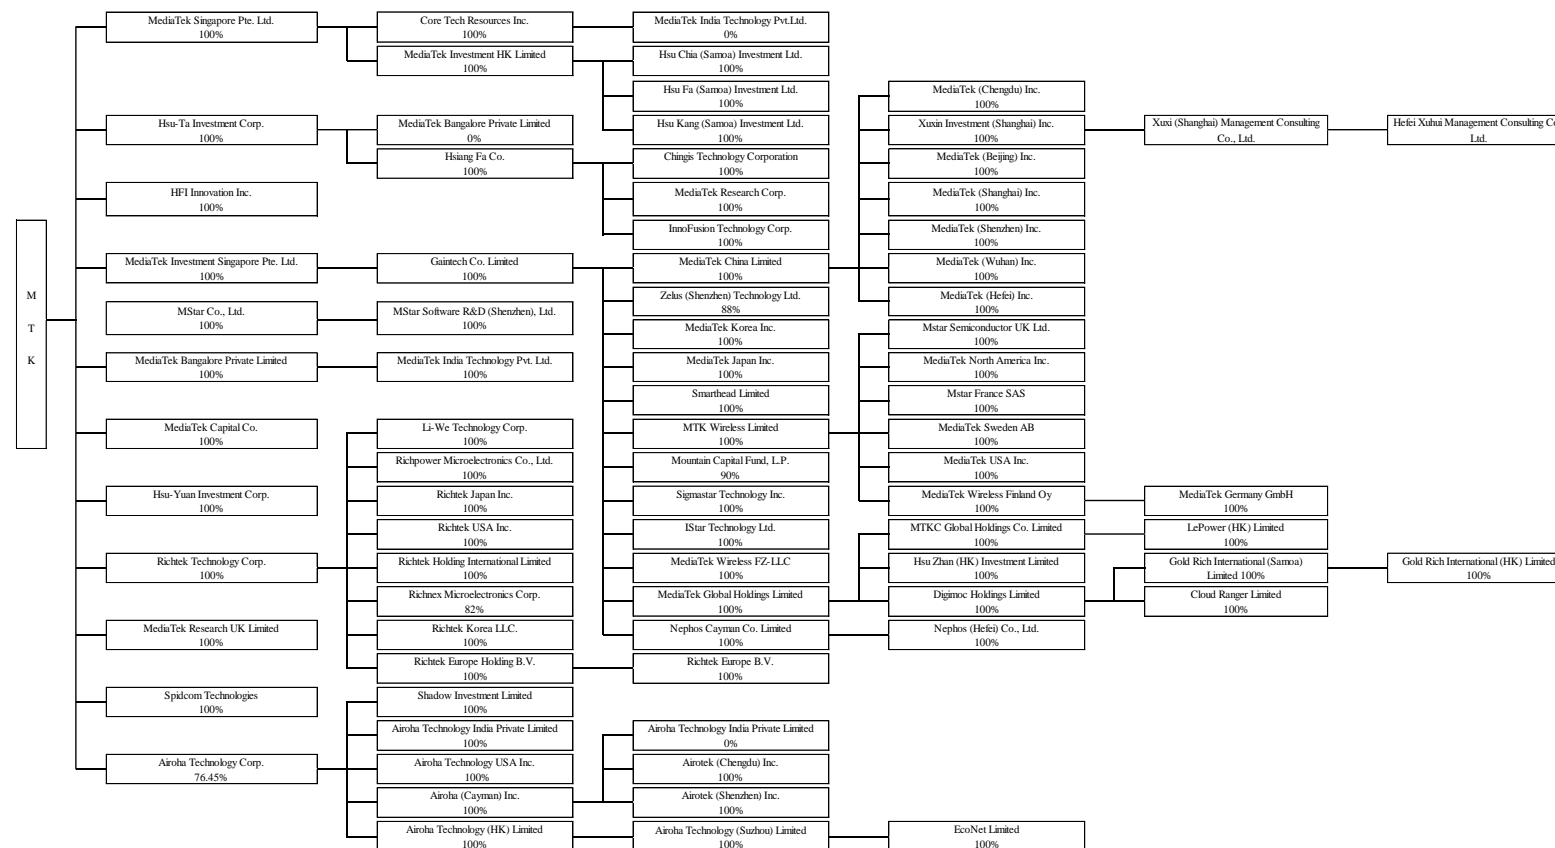 MediaTek Singapore Pte. Ltd.
100%
Core Tech Resources Inc.
100%
MediaTek India Technology Pvt.Ltd.
0%
MediaTek Investment HK Limited
100%
Hsu Chia (Samoa) Investment Ltd.
100%
Hsu Fa (Samoa) Investment Ltd.
100%
MediaTek (Chengdu) Inc.
100%
Hsu-Ta Investment Corp.
100%
MediaTek Bangalore Private Limited
0%
Hsu Kang (Samoa) Investment Ltd.
100%
Xuxin Investment (Shanghai) Inc.
100%
Xuxi (Shanghai) Management Consulting
Co., Ltd.
Hefei Xuhui Management Consulting Co
Ltd.
Hsiang Fa Co.
100%
Chingis Technology Corporation
100%
MediaTek (Beijing) Inc.
100%
HFI Innovation Inc.
100%
MediaTek Research Corp.
100%
MediaTek (Shanghai) Inc.
100%
InnoFusion Technology Corp.
100%
MediaTek (Shenzhen) Inc.
100%
MediaTek Investment Singapore Pte. Ltd.
100%
Gaintech Co. Limited
100%
MediaTek China Limited
100%
MediaTek (Wuhan) Inc.
100%
M
T
K
Zelus (Shenzhen) Technology Ltd.
88%
MediaTek (Hefei) Inc.
100%
MStar Co., Ltd.
100%
MStar Software R&D (Shenzhen), Ltd.
100%
MediaTek Korea Inc.
100%
Mstar Semiconductor UK Ltd.
100%
MediaTek Bangalore Private Limited
100%
MediaTek India Technology Pvt. Ltd.
100%
MediaTek Japan Inc.
100%
MediaTek North America Inc.
100%
Smarthead Limited
100%
Mstar France SAS
100%
MediaTek Capital Co.
100%
Li-We Technology Corp.
100%
MTK Wireless Limited
100%
MediaTek Sweden AB
100%
Richpower Microelectronics Co., Ltd.
100%
Mountain Capital Fund, L.P.
90%
MediaTek USA Inc.
100%
Hsu-Yuan Investment Corp.
100%
Richtek Japan Inc.
100%
Sigmastar Technology Inc.
100%
MediaTek Wireless Finland Oy
100%
MediaTek Germany GmbH
100%
Richtek USA Inc.
100%
IStar Technology Ltd.
100%
MTKC Global Holdings Co. Limited
100%
LePower (HK) Limited
100%
Richtek Technology Corp.
100%
Richtek Holding International Limited
100%
MediaTek Wireless FZ-LLC
100%
Hsu Zhan (HK) Investment Limited
100%
Gold Rich International (Samoa)
Limited 100%
Gold Rich International (HK) Limited
100%
Richnex Microelectronics Corp.
82%
MediaTek Global Holdings Limited
100%
Digimoc Holdings Limited
100%
Cloud Ranger Limited
100%
MediaTek Research UK Limited
100%
Richtek Korea LLC.
100%
Nephos Cayman Co. Limited
100%
Nephos (Hefei) Co., Ltd.
100%
Richtek Europe Holding B.V.
100%
Richtek Europe B.V.
100%
Spidcom Technologies
100%
Shadow Investment Limited
100%
Airoha Technology India Private Limited
100%
Airoha Technology India Private Limited
0%
Airoha Technology Corp.
76.45%
Airoha Technology USA Inc.
100%
Airotek (Chengdu) Inc.
100%
Airoha (Cayman) Inc.
100%
Airotek (Shenzhen) Inc.
100%
Airoha Technology (HK) Limited
100%
Airoha Technology (Suzhou) Limited
100%
EcoNet Limited
100%